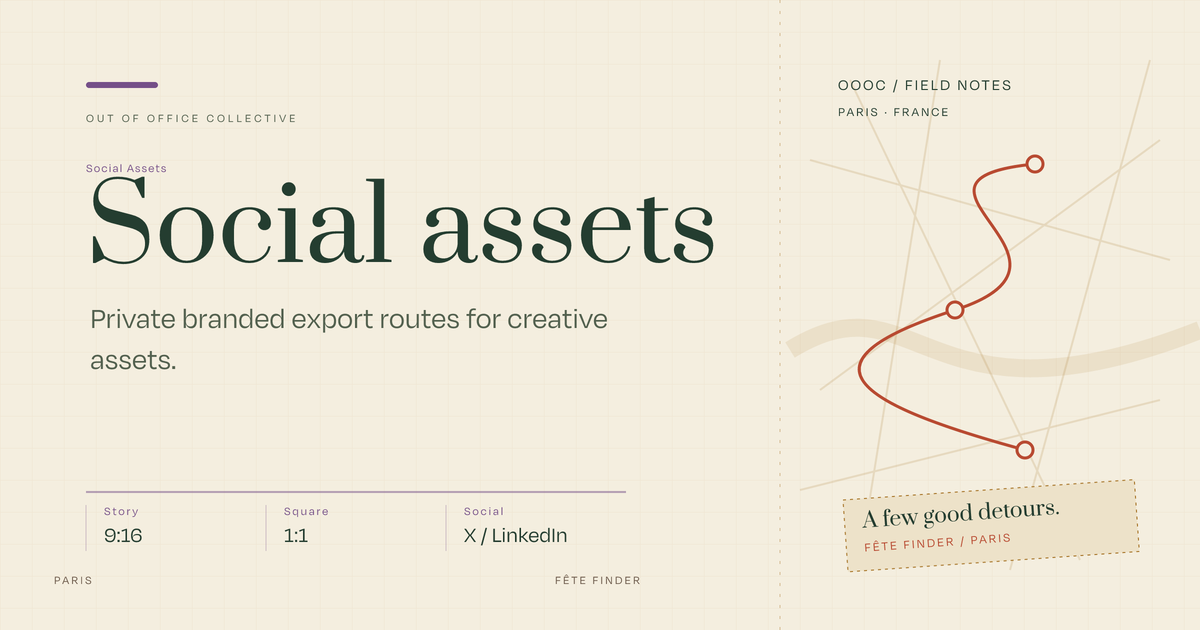 OUT OF OFFICE COLLECTIVE
Social Assets
Social assets
Private branded export routes for creative
assets.
Story
9:16
Square
1:1
Social
X / LinkedIn
PARIS
FÊTE FINDER
OOOC / FIELD NOTES
PARIS · FRANCE
A few good detours.
FÊTE FINDER / PARIS